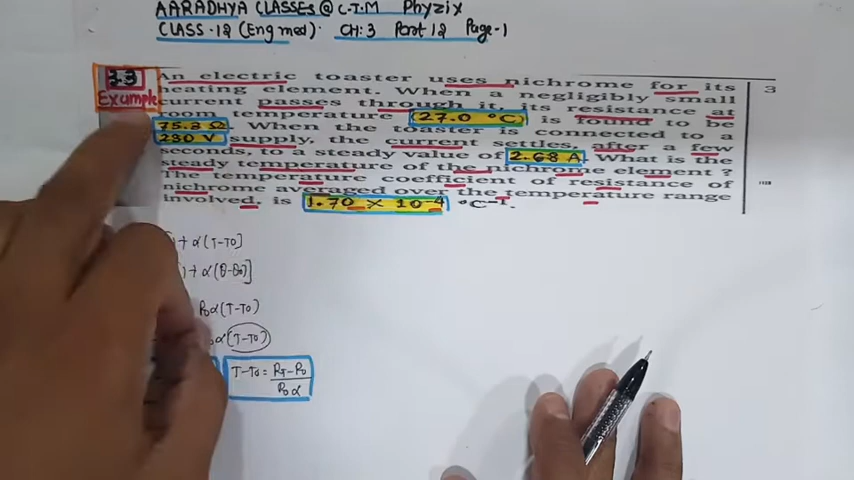 AARADHYA CLASSES@ C.T.M Phyzix
CLASS-12 (Eng med). CH:3 Part 12 Page-1
3.3
Example
An electric toaster uses nichrome for its
heating element. When a negligibly small
current passes through it, its resistance at
room temperature (27.0 °C) is found to be
75.3 Ω. When the toaster is connected to a
230 V supply, the current settles, after a few
seconds, to a steady value of 2.68 A. What is the
steady temperature of the nichrome element ?
The temperature coefficient of resistance of
nichrome averaged over the temperature range
involved, is 1.70 × 10-4 °C-1.
3
+ α(T-T0)]
+ α(θ-θ0)]
R0α(T-T0)
α(T-T0)
T-T0 = RT-R0
R0 α